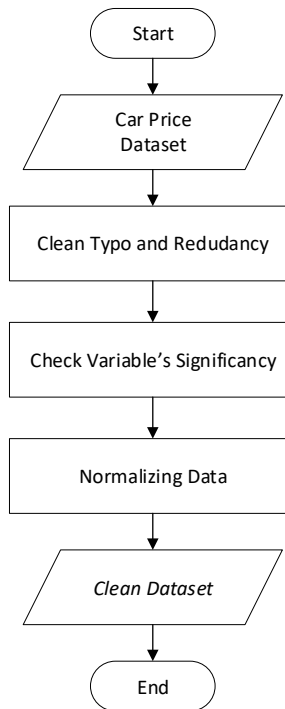 Start
Car Price
Dataset
Clean Typo and Redudancy
Check Variable’s Significancy
Normalizing Data
Clean Dataset
End